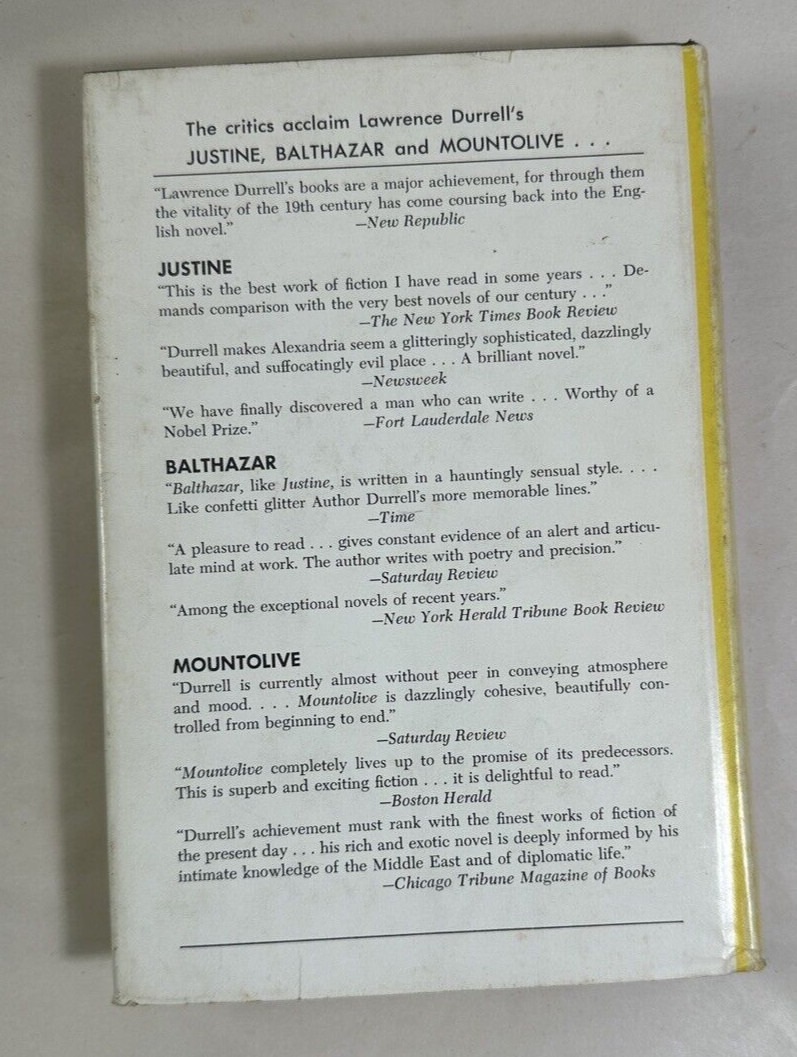 The critics acclaim Lawrence Durrell's
JUSTINE, BALTHAZAR and MOUNTOLIVE . . .
“Lawrence Durrell's books are a major achievement, for through them
the vitality of the 19th century has come coursing back into the Eng-
lish novel.” —New Republic
JUSTINE
“This is the best work of fiction I have read in some years . . . De-
mands comparison with the very best novels of our century . . .”
—The New York Times Book Review
“Durrell makes Alexandria seem a glitteringly sophisticated, dazzlingly
beautiful, and suffocatingly evil place . . . A brilliant novel.”
—Newsweek
“We have finally discovered a man who can write . . . Worthy of a
Nobel Prize.” —Fort Lauderdale News
BALTHAZAR
“Balthazar, like Justine, is written in a hauntingly sensual style. . . .
Like confetti glitter Author Durrell's more memorable lines.”
—Time
“A pleasure to read . . . gives constant evidence of an alert and articu-
late mind at work. The author writes with poetry and precision.”
—Saturday Review
“Among the exceptional novels of recent years.”
—New York Herald Tribune Book Review
MOUNTOLIVE
“Durrell is currently almost without peer in conveying atmosphere
and mood. . . . Mountolive is dazzlingly cohesive, beautifully con-
trolled from beginning to end.”
—Saturday Review
“Mountolive completely lives up to the promise of its predecessors.
This is superb and exciting fiction . . . it is delightful to read.”
—Boston Herald
“Durrell's achievement must rank with the finest works of fiction of
the present day . . . his rich and exotic novel is deeply informed by his
intimate knowledge of the Middle East and of diplomatic life.”
—Chicago Tribune Magazine of Books